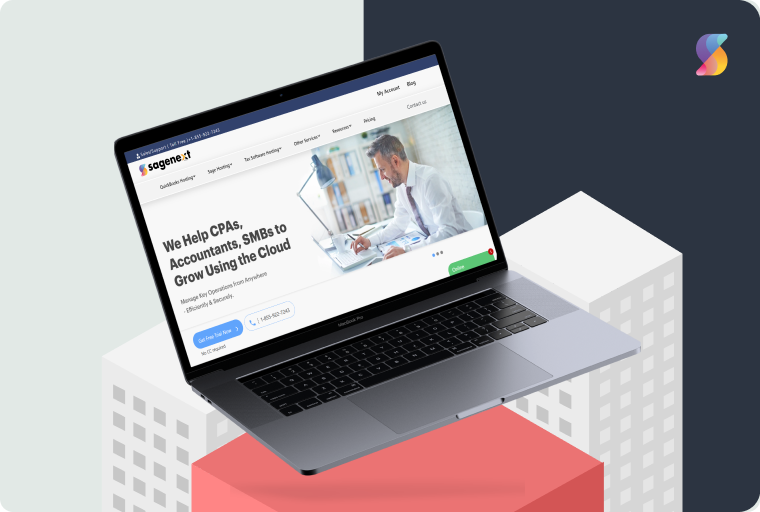 Sales/Support | Toll Free (+1-855-922-7243
My Account Blog
sagenext
QuickBooks Hosting Sage Hosting Tax Software Hosting Other Services Resources Pricing Contact us
We Help CPAs,
Accountants, SMBs to
Grow Using the Cloud
Manage Key Operations from Anywhere
- Efficiently & Securely.
Get Free Trial Now
1-855-922-7243
No CC required
Online
MacBook Pro